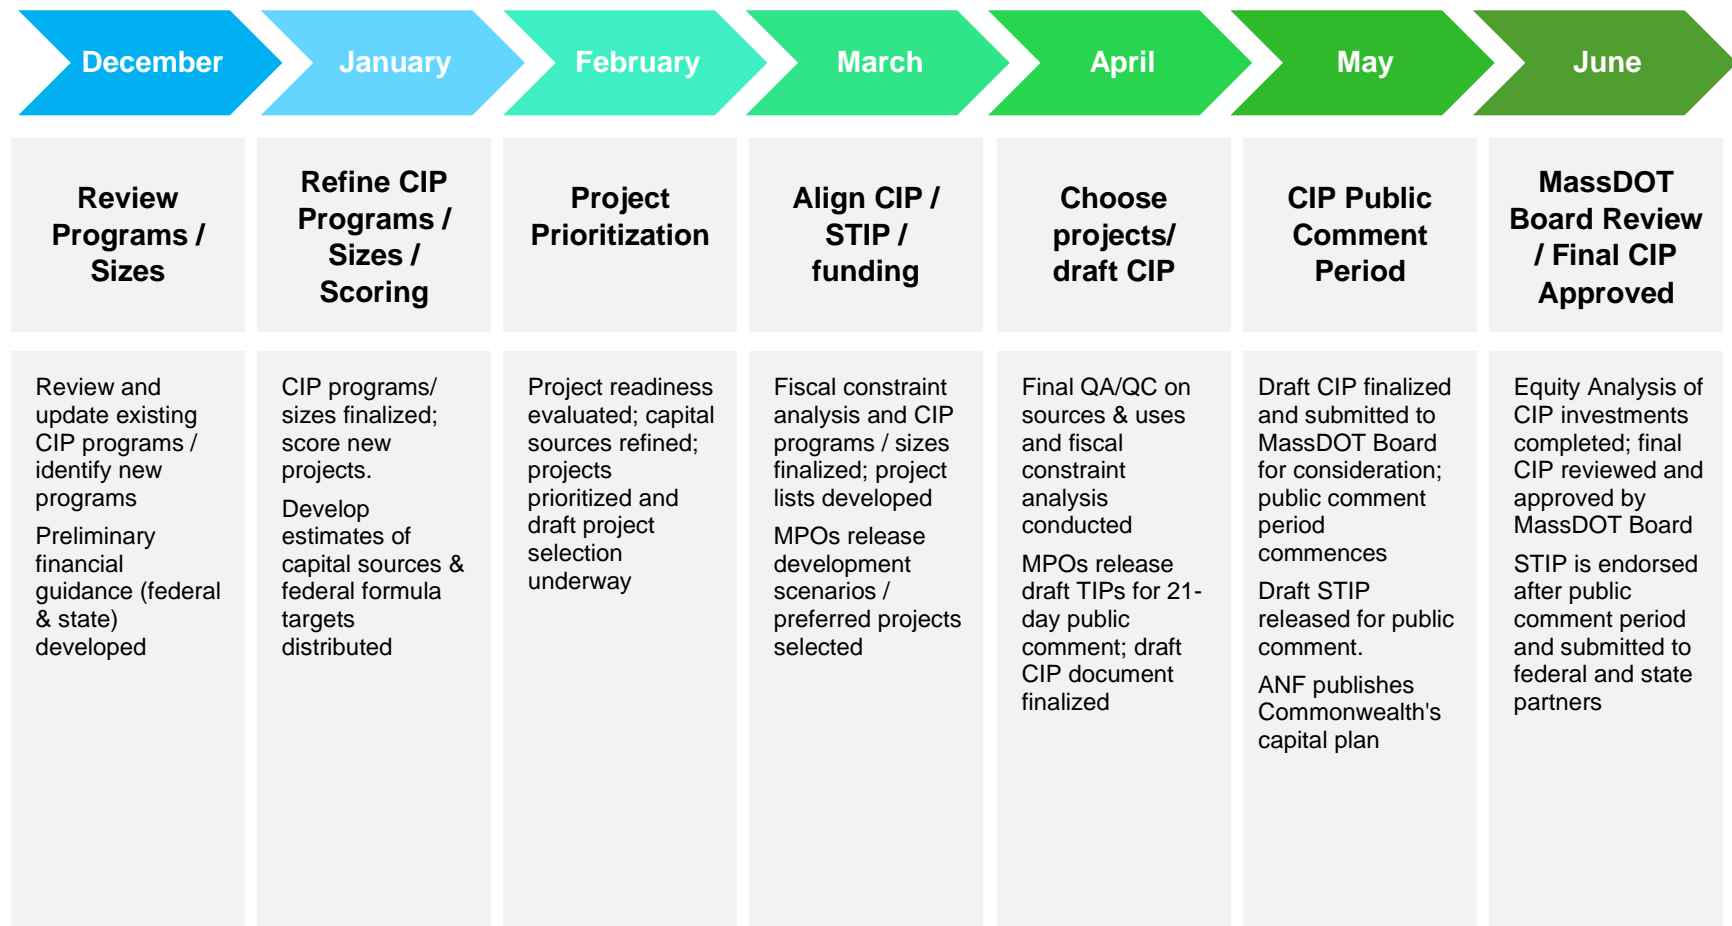 December
January
February
March
April
May
June
Review
Programs /
Sizes
Refine CIP
Programs /
Sizes /
Scoring
Project
Prioritization
Align CIP /
STIP /
funding
Choose
projects/
draft CIP
CIP Public
Comment
Period
MassDOT
Board Review
/ Final CIP
Approved
Review and
update existing
CIP programs /
identify new
programs
Preliminary
financial
guidance (federal
& state)
developed
CIP programs/
sizes finalized;
score new
projects.
Develop
estimates of
capital sources &
federal formula
targets
distributed
Project readiness
evaluated; capital
sources refined;
projects
prioritized and
draft project
selection
underway
Fiscal constraint
analysis and CIP
programs / sizes
finalized; project
lists developed
MPOs release
development
scenarios /
preferred projects
selected
Final QA/QC on
sources & uses
and fiscal
constraint
analysis
conducted
MPOs release
draft TIPs for 21-
day public
comment; draft
CIP document
finalized
Draft CIP finalized
and submitted to
MassDOT Board
for consideration;
public comment
period
commences
Draft STIP
released for public
comment.
ANF publishes
Commonwealth's
capital plan
Equity Analysis of
CIP investments
completed; final
CIP reviewed and
approved by
MassDOT Board
STIP is endorsed
after public
comment period
and submitted to
federal and state
partners